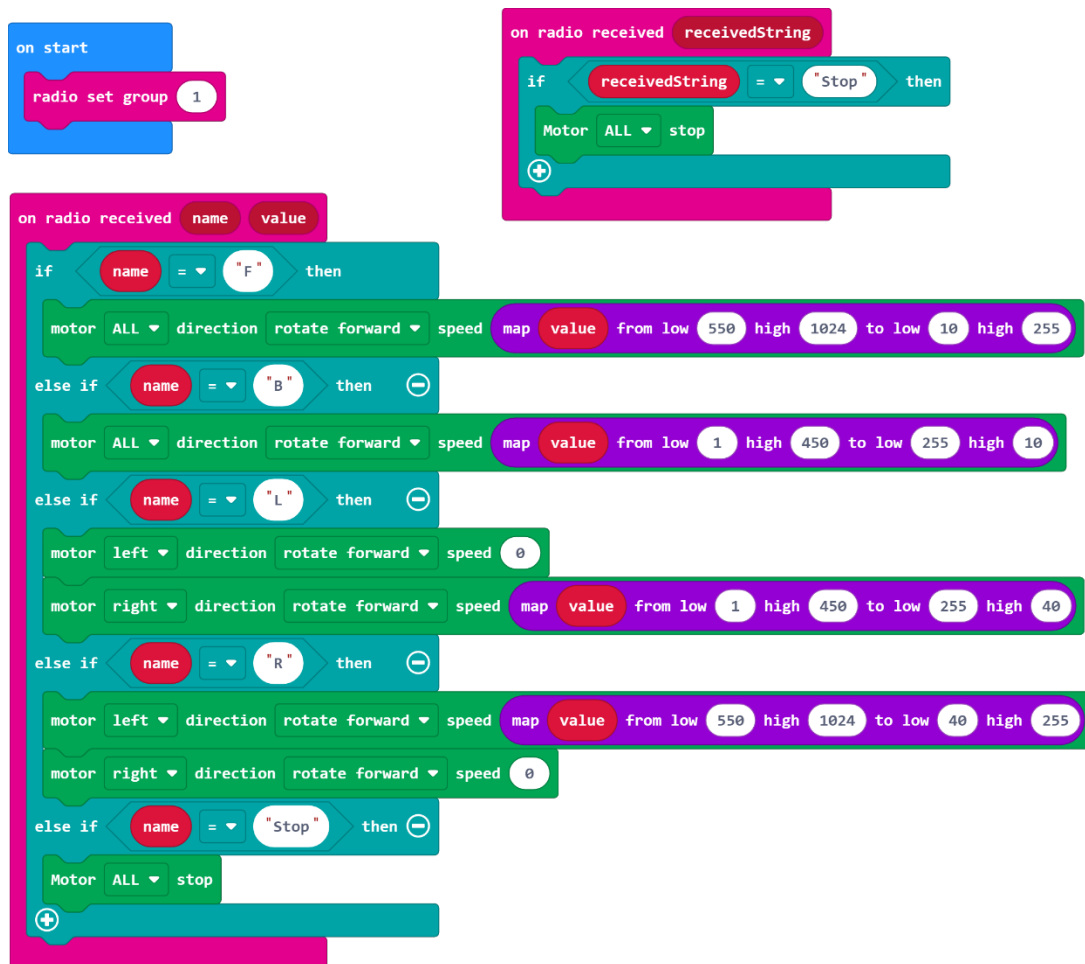 on start
radio set group 1
on radio received receivedString
if receivedString = "Stop" then
Motor ALL stop
on radio received name value
if name = "F" then
motor ALL direction rotate forward speed map value from low 550 high 1024 to low 10 high 255
else if name = "B" then
motor ALL direction rotate forward speed map value from low 1 high 450 to low 255 high 10
else if name = "L" then
motor left direction rotate forward speed 0
motor right direction rotate forward speed map value from low 1 high 450 to low 255 high 40
else if name = "R" then
motor left direction rotate forward speed map value from low 550 high 1024 to low 40 high 255
motor right direction rotate forward speed 0
else if name = "Stop" then
Motor ALL stop